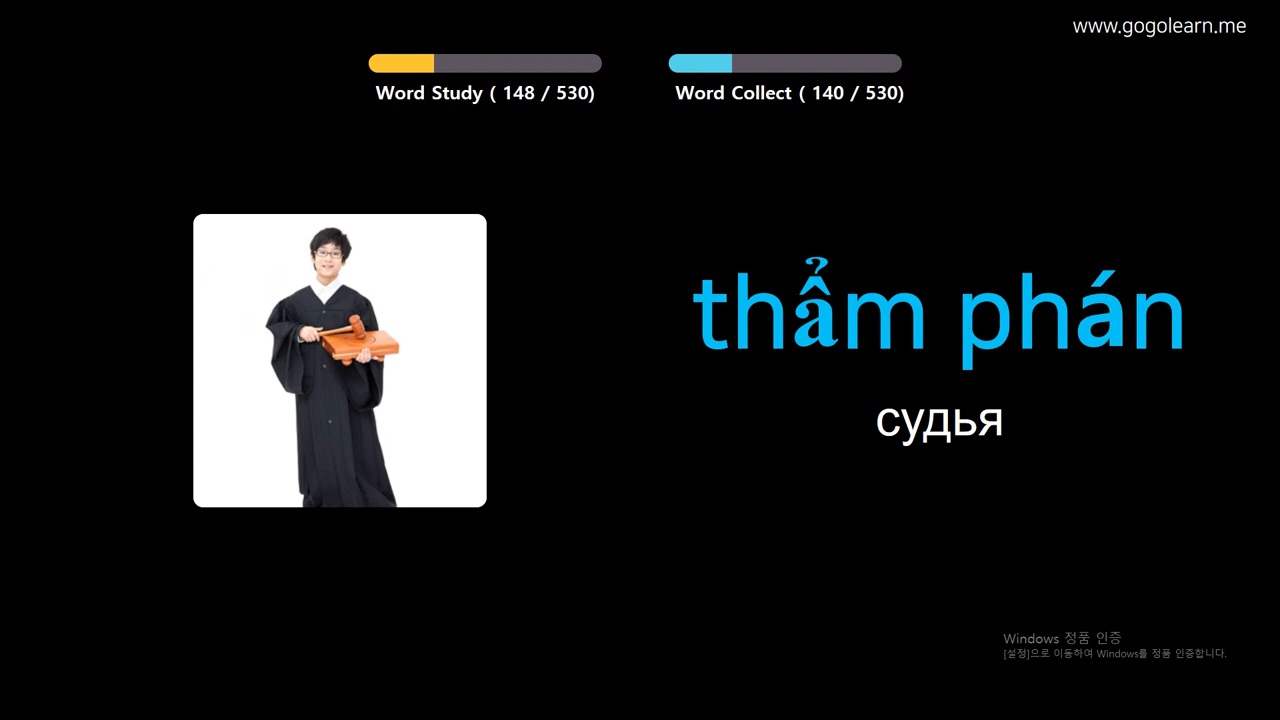 www.gogolearn.me
Word Study ( 148 / 530)
Word Collect ( 140 / 530)
thẩm phán
судья
Windows 정품 인증
[설정]으로 이동하여 Windows를 정품 인증합니다.